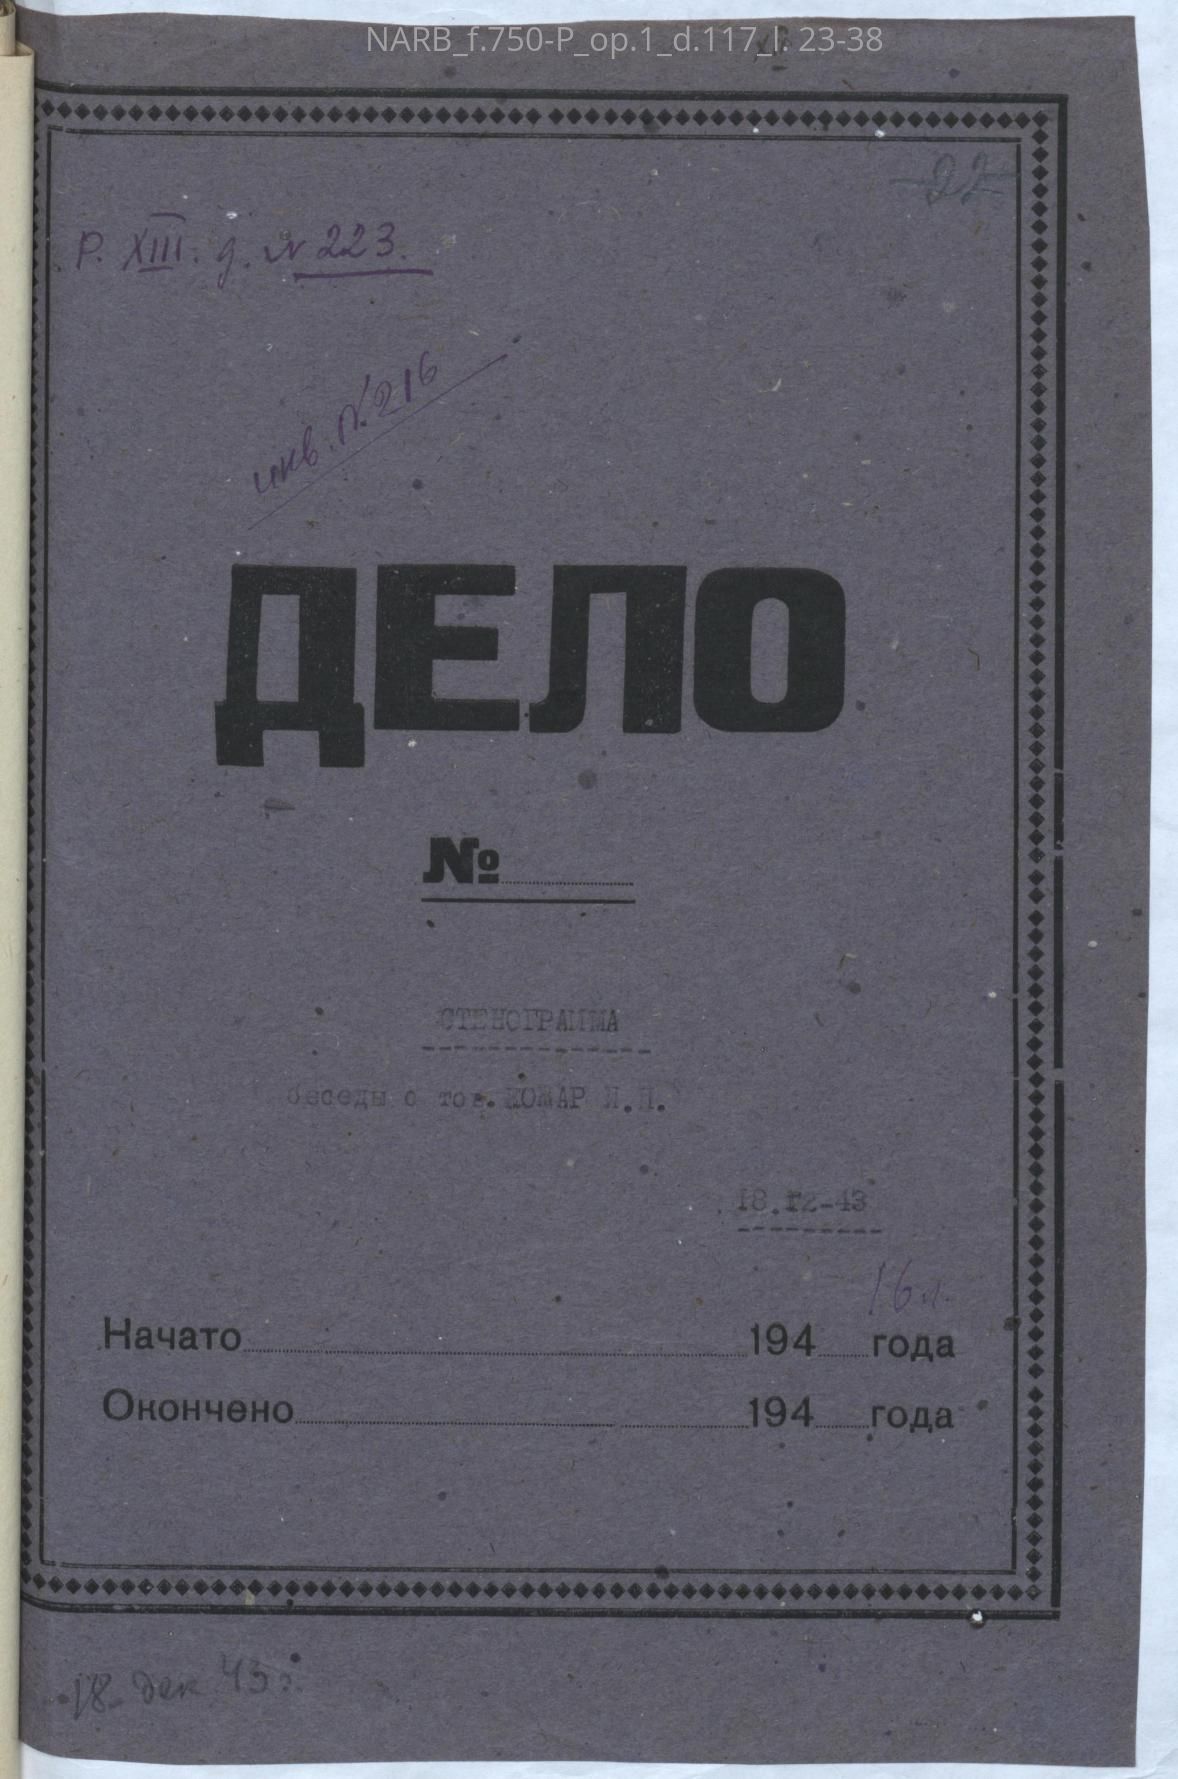 NARB_f.750-P_op.1_d.117_l. 23-38
22
Р. XIII. д. № 223.
инв. №. 216
ДЕЛО
№
СТЕНОГРАММА
беседы с тов. КОЖАР И.П.
18.12-43
16 л.
Начато 194 года
Окончено 194 года
18 дек 43 г.